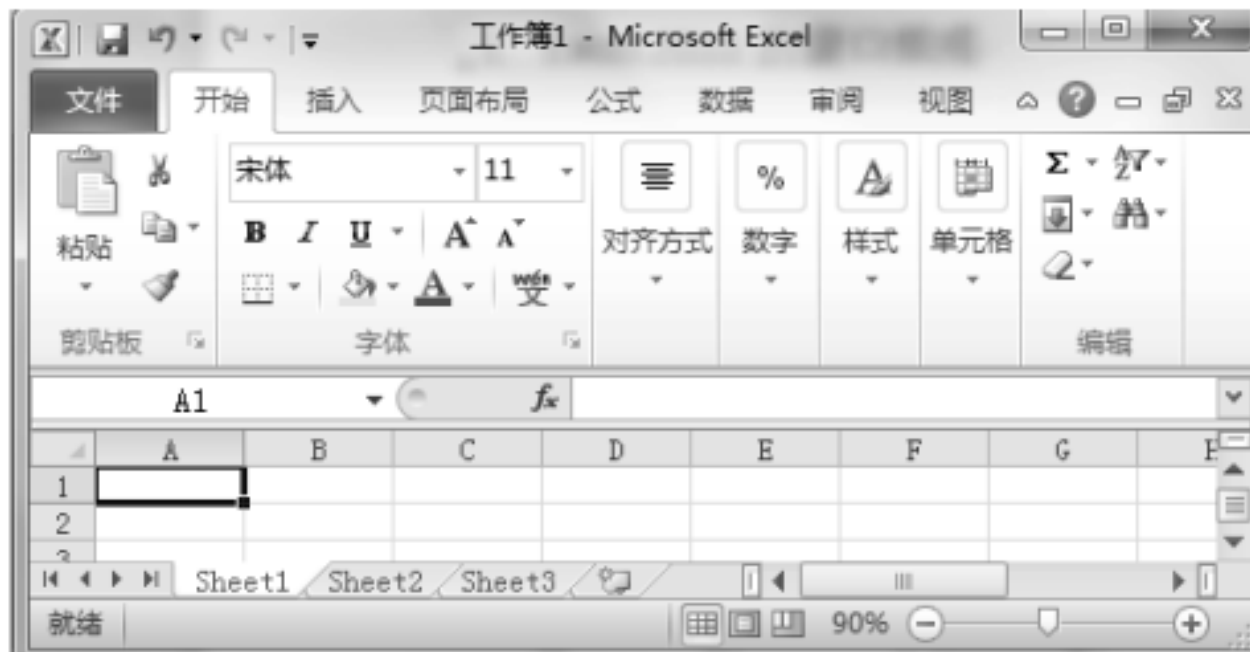 工作簿1 - Microsoft Excel
文件 开始 插入 页面布局 公式 数据 审阅 视图
宋体 11
粘贴 B I U A A 对齐方式 % 数字 A 样式 单元格 Σ
A wén 文
剪贴板 字体 编辑
A1 fx
A B C D E F G H
1
2
3
Sheet1 Sheet2 Sheet3
就绪 90%